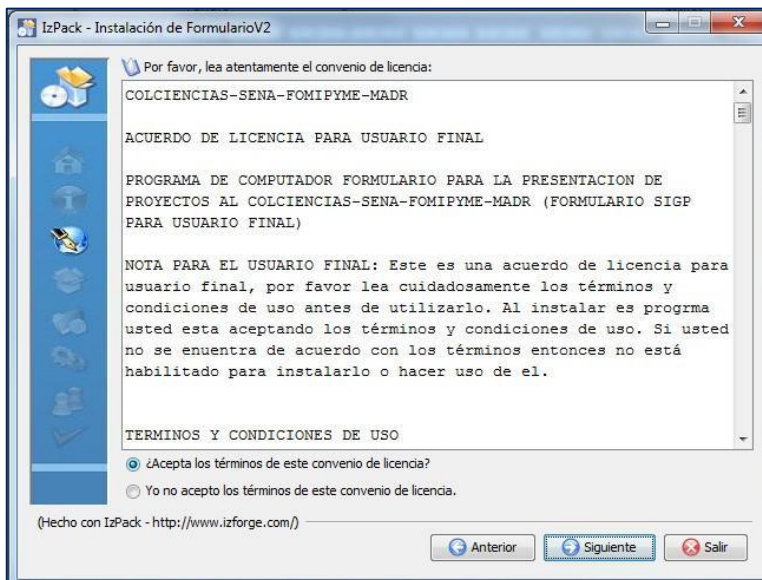 IzPack - Instalación de FormularioV2
Por favor, lea atentamente el convenio de licencia:
COLCIENCIAS-SENA-FOMIPYME-MADR
ACUERDO DE LICENCIA PARA USUARIO FINAL
PROGRAMA DE COMPUTADOR FORMULARIO PARA LA PRESENTACION DE
PROYECTOS AL COLCIENCIAS-SENA-FOMIPYME-MADR (FORMULARIO SIGP
PARA USUARIO FINAL)
NOTA PARA EL USUARIO FINAL: Este es una acuerdo de licencia para
usuario final, por favor lea cuidadosamente los términos y
condiciones de uso antes de utilizarlo. Al instalar es progrma
usted esta aceptando los términos y condiciones de uso. Si usted
no se enuentra de acuerdo con los términos entonces no está
habilitado para instalarlo o hacer uso de el.
TERMINOS Y CONDICIONES DE USO
¿Acepta los términos de este convenio de licencia?
Yo no acepto los términos de este convenio de licencia.
(Hecho con IzPack - http://www.izforge.com/)
Anterior Siguiente Salir